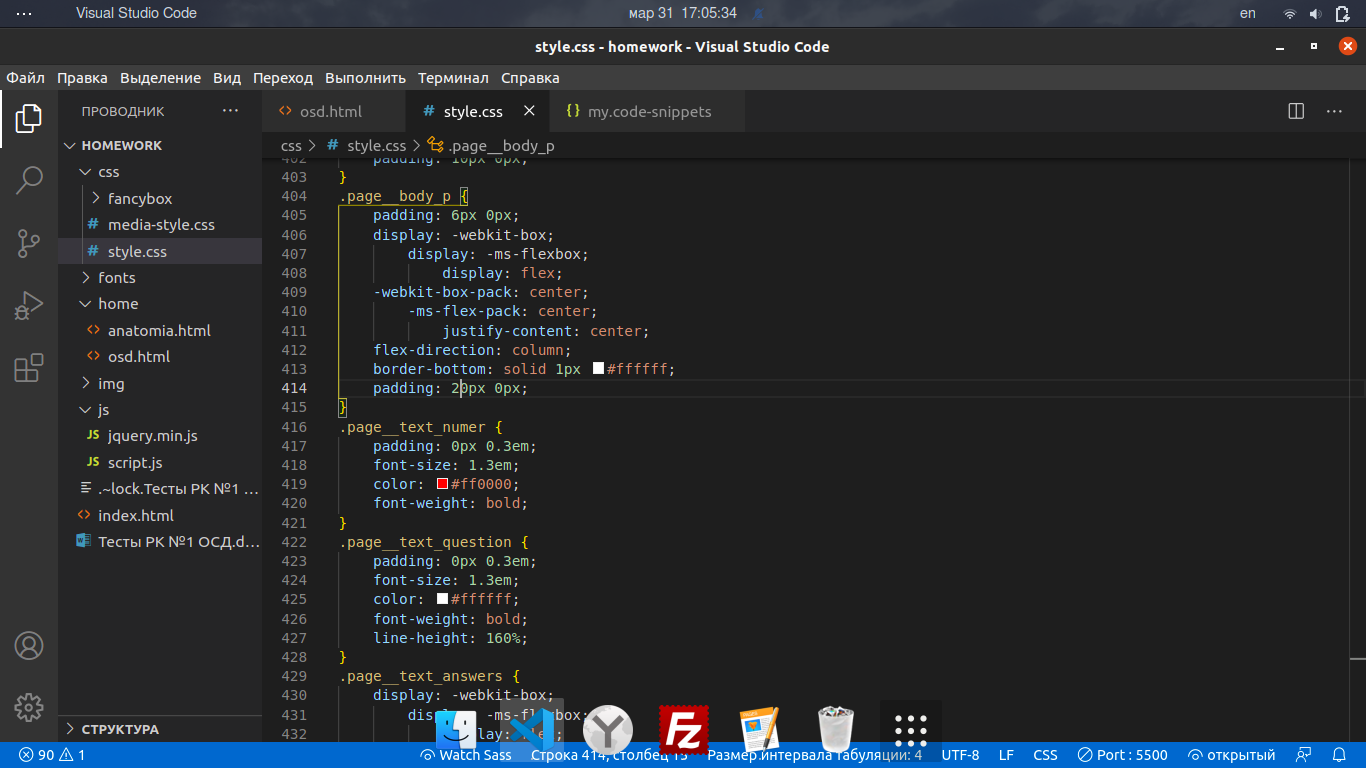 Visual Studio Code
мар 31 17:05:34
en
style.css - homework - Visual Studio Code
Файл Правка Выделение Вид Переход Выполнить Терминал Справка
ПРОВОДНИК
osd.html
style.css
my.code-snippets
HOMEWORK
css
fancybox
media-style.css
style.css
fonts
home
anatomia.html
osd.html
img
js
jquery.min.js
script.js
.~lock.Тесты РК №1 ...
index.html
Тесты РК №1 ОСД.d...
СТРУКТУРА
css > style.css > .page__body_p
402 padding: 10px 0px;
403 }
404 .page__body_p {
405 padding: 6px 0px;
406 display: -webkit-box;
407 display: -ms-flexbox;
408 display: flex;
409 -webkit-box-pack: center;
410 -ms-flex-pack: center;
411 justify-content: center;
412 flex-direction: column;
413 border-bottom: solid 1px #ffffff;
414 padding: 20px 0px;
415 }
416 .page__text_numer {
417 padding: 0px 0.3em;
418 font-size: 1.3em;
419 color: #ff0000;
420 font-weight: bold;
421 }
422 .page__text_question {
423 padding: 0px 0.3em;
424 font-size: 1.3em;
425 color: #ffffff;
426 font-weight: bold;
427 line-height: 160%;
428 }
429 .page__text_answers {
430 display: -webkit-box;
431 display: -ms-flexbox;
432 display: flex;
90 1
Watch Sass
Строка 414, столбец 15
Размер интервала табуляции: 4
UTF-8
LF
CSS
Port : 5500
открытый